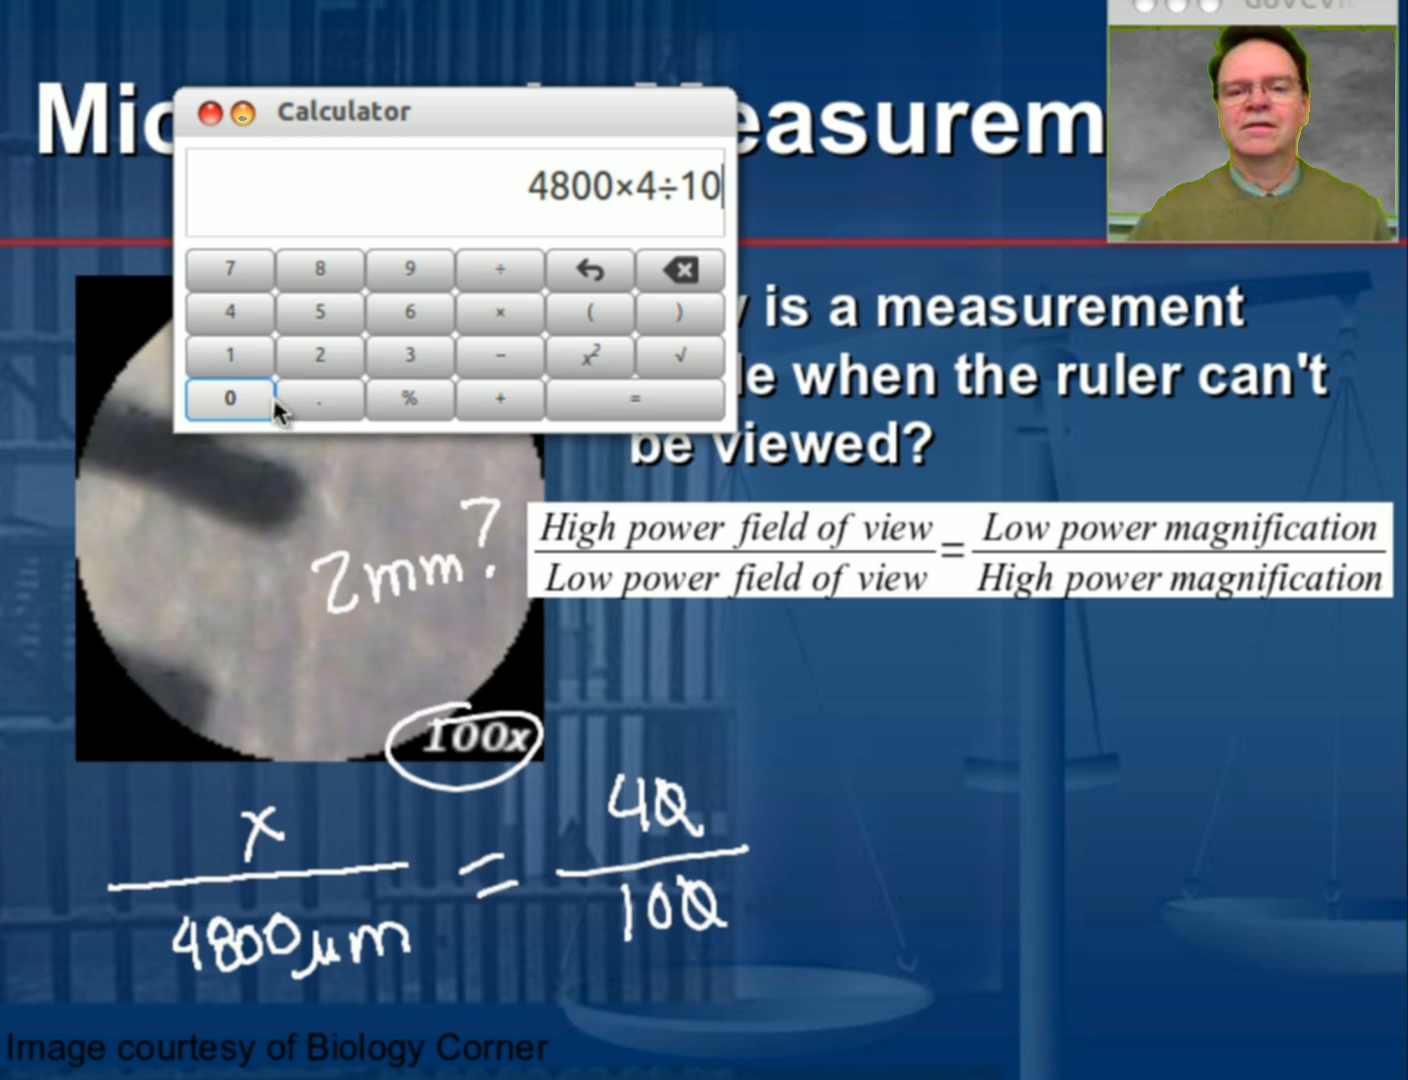 Mic
easurem
Calculator
4800×4÷10
7 8 9 ÷
4 5 6 × ( )
1 2 3 − x² √
0 . % + =
is a measurement
when the ruler can't
be viewed?
2mm?
High power field of view = Low power magnification
Low power field of view High power magnification
100x
x = 40
4800μm 100
Image courtesy of Biology Corner